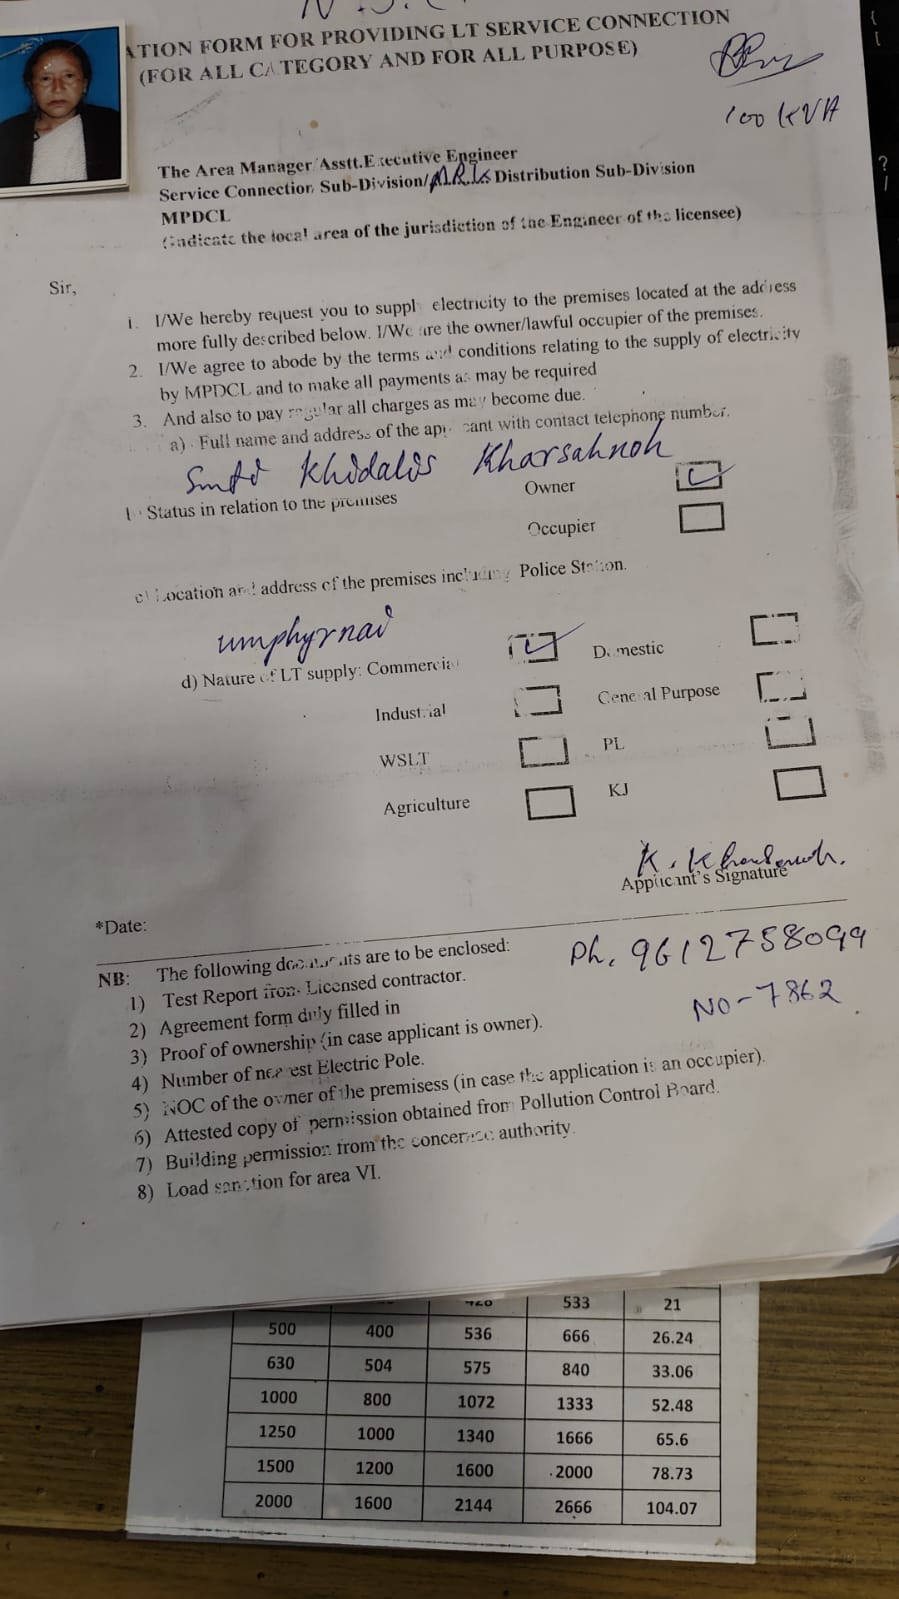 ATION FORM FOR PROVIDING LT SERVICE CONNECTION
(FOR ALL CATEGORY AND FOR ALL PURPOSE)
100 KVA
The Area Manager/Asstt.Executive Engineer
Service Connection Sub-Division/ Distribution Sub-Division
MPDCL
(indicate the local area of the jurisdiction of the Engineer of the licensee)
Sir,
1. I/We hereby request you to supply electricity to the premises located at the address
more fully described below. I/We are the owner/lawful occupier of the premises.
2. I/We agree to abode by the terms and conditions relating to the supply of electricity
by MPDCL and to make all payments as may be required
3. And also to pay regular all charges as may become due.
a) Full name and address of the applicant with contact telephone number.
Smti Khidalis Kharsahnoh
b) Status in relation to the premises Owner
Occupier
c) Location and address of the premises including Police Station.
umphyrnai
d) Nature of LT supply: Commercial Domestic
Industrial General Purpose
WSLT PL
Agriculture KJ
Applicant's Signature
*Date:
Ph. 9612758099
NO-7862
NB: The following documents are to be enclosed:
1) Test Report from Licensed contractor.
2) Agreement form duly filled in
3) Proof of ownership (in case applicant is owner).
4) Number of nearest Electric Pole.
5) NOC of the owner of the premisess (in case the application is an occupier).
6) Attested copy of permission obtained from Pollution Control Board.
7) Building permission from the concerned authority.
8) Load sanction for area VI.
533 21
500 400 536 666 26.24
630 504 575 840 33.06
1000 800 1072 1333 52.48
1250 1000 1340 1666 65.6
1500 1200 1600 2000 78.73
2000 1600 2144 2666 104.07